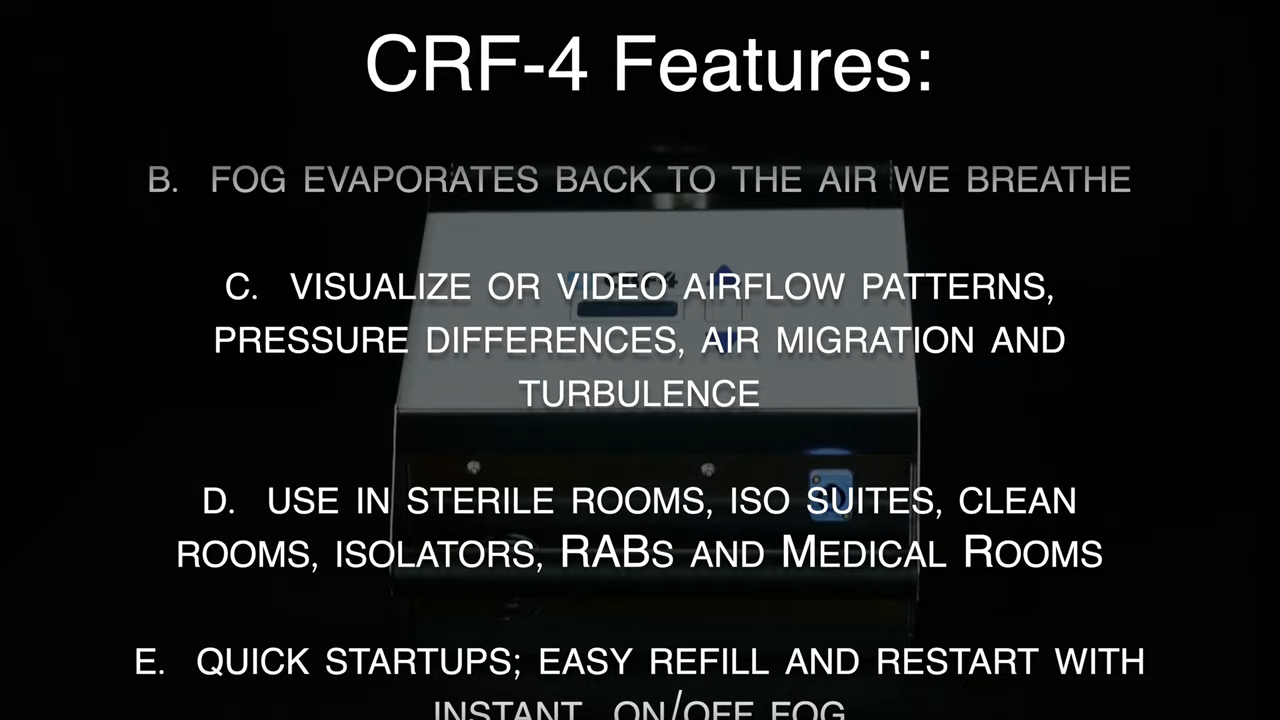 CRF-4 Features:
B. FOG EVAPORATES BACK TO THE AIR WE BREATHE
C. VISUALIZE OR VIDEO AIRFLOW PATTERNS,
PRESSURE DIFFERENCES, AIR MIGRATION AND
TURBULENCE
D. USE IN STERILE ROOMS, ISO SUITES, CLEAN
ROOMS, ISOLATORS, RABS AND MEDICAL ROOMS
E. QUICK STARTUPS; EASY REFILL AND RESTART WITH
INSTANT ON/OFF FOG